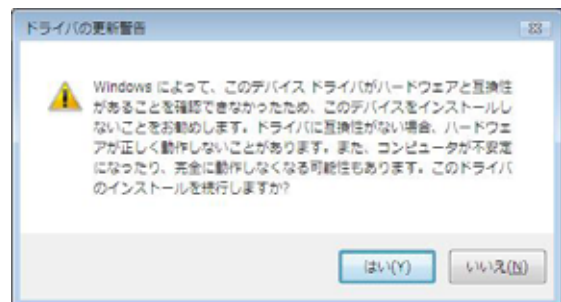 ドライバの更新警告
Windows によって、このデバイス ドライバがハードウェアと互換性
があることを確認できなかったため、このデバイスをインストールし
ないことをお勧めします。ドライバに互換性がない場合、ハードウェ
アが正しく動作しないことがあります。また、コンピュータが不安定
になったり、完全に動作しなくなる可能性もあります。このドライバ
のインストールを続行しますか?
はい(Y) いいえ(N)